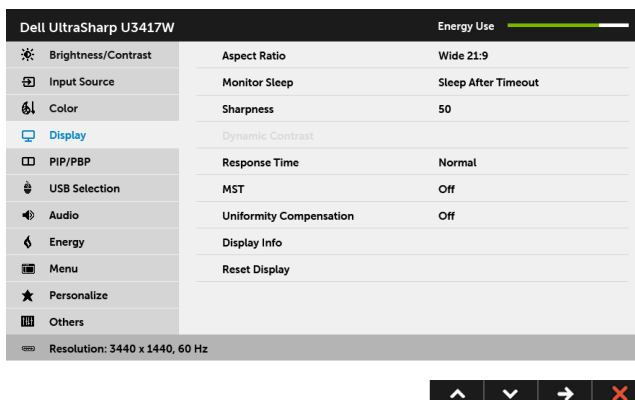 Dell UltraSharp U3417W Energy Use
Brightness/Contrast Aspect Ratio Wide 21:9
Input Source Monitor Sleep Sleep After Timeout
Color Sharpness 50
Display Dynamic Contrast
PIP/PBP Response Time Normal
USB Selection MST Off
Audio Uniformity Compensation Off
Energy Display Info
Menu Reset Display
Personalize
Others
Resolution: 3440 x 1440, 60 Hz